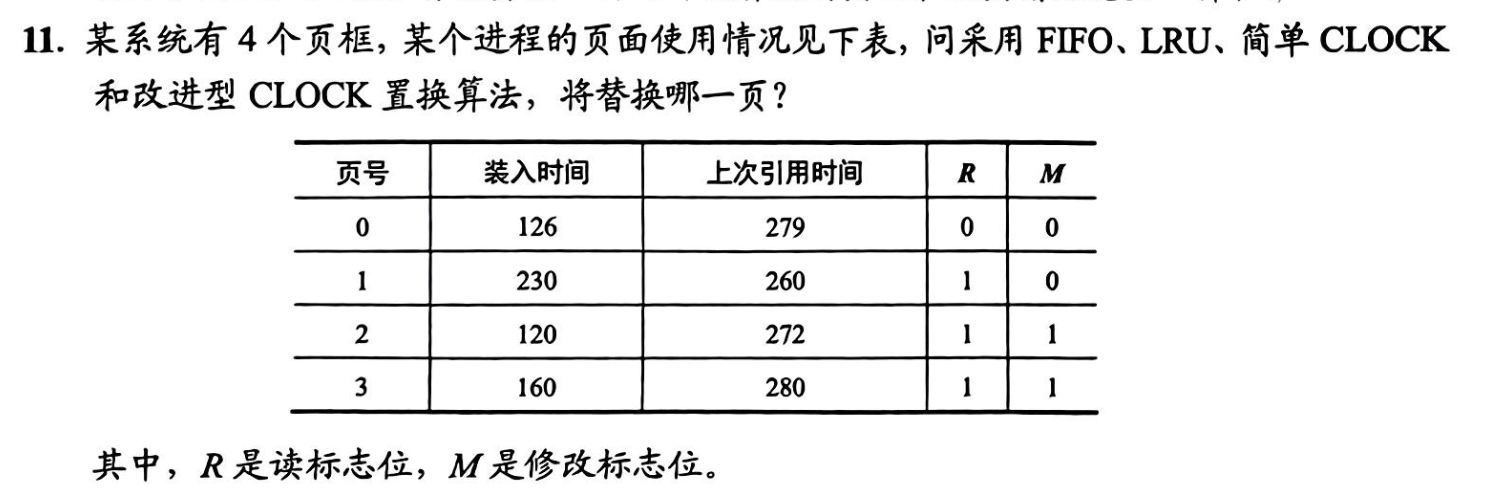 11. 某系统有 4 个页框，某个进程的页面使用情况见下表，问采用 FIFO、LRU、简单 CLOCK
和改进型 CLOCK 置换算法，将替换哪一页？
页号 装入时间 上次引用时间 R M
0 126 279 0 0
1 230 260 1 0
2 120 272 1 1
3 160 280 1 1
其中，R 是读标志位，M 是修改标志位。